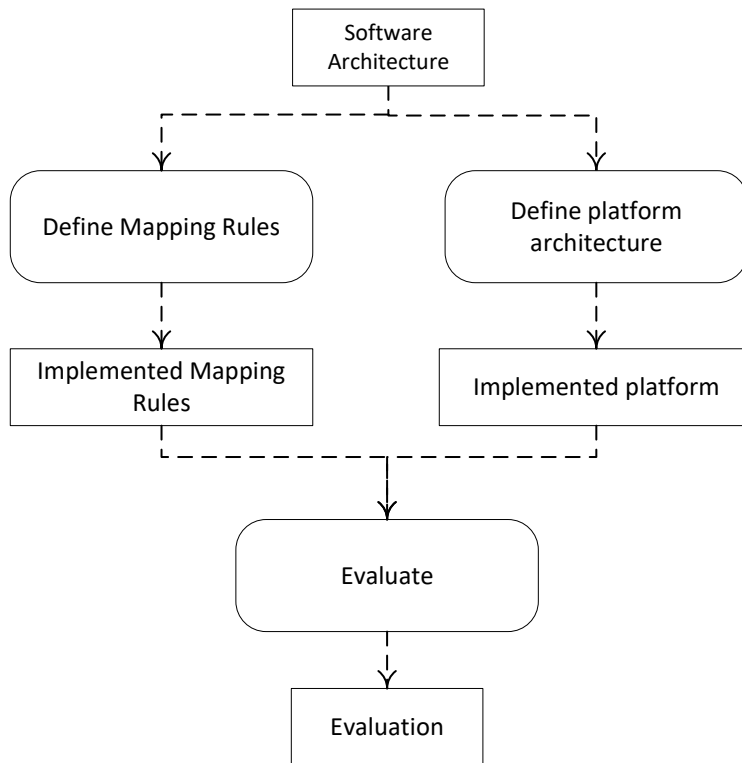 Software
Architecture
Define Mapping Rules
Define platform
architecture
Implemented Mapping
Rules
Implemented platform
Evaluate
Evaluation